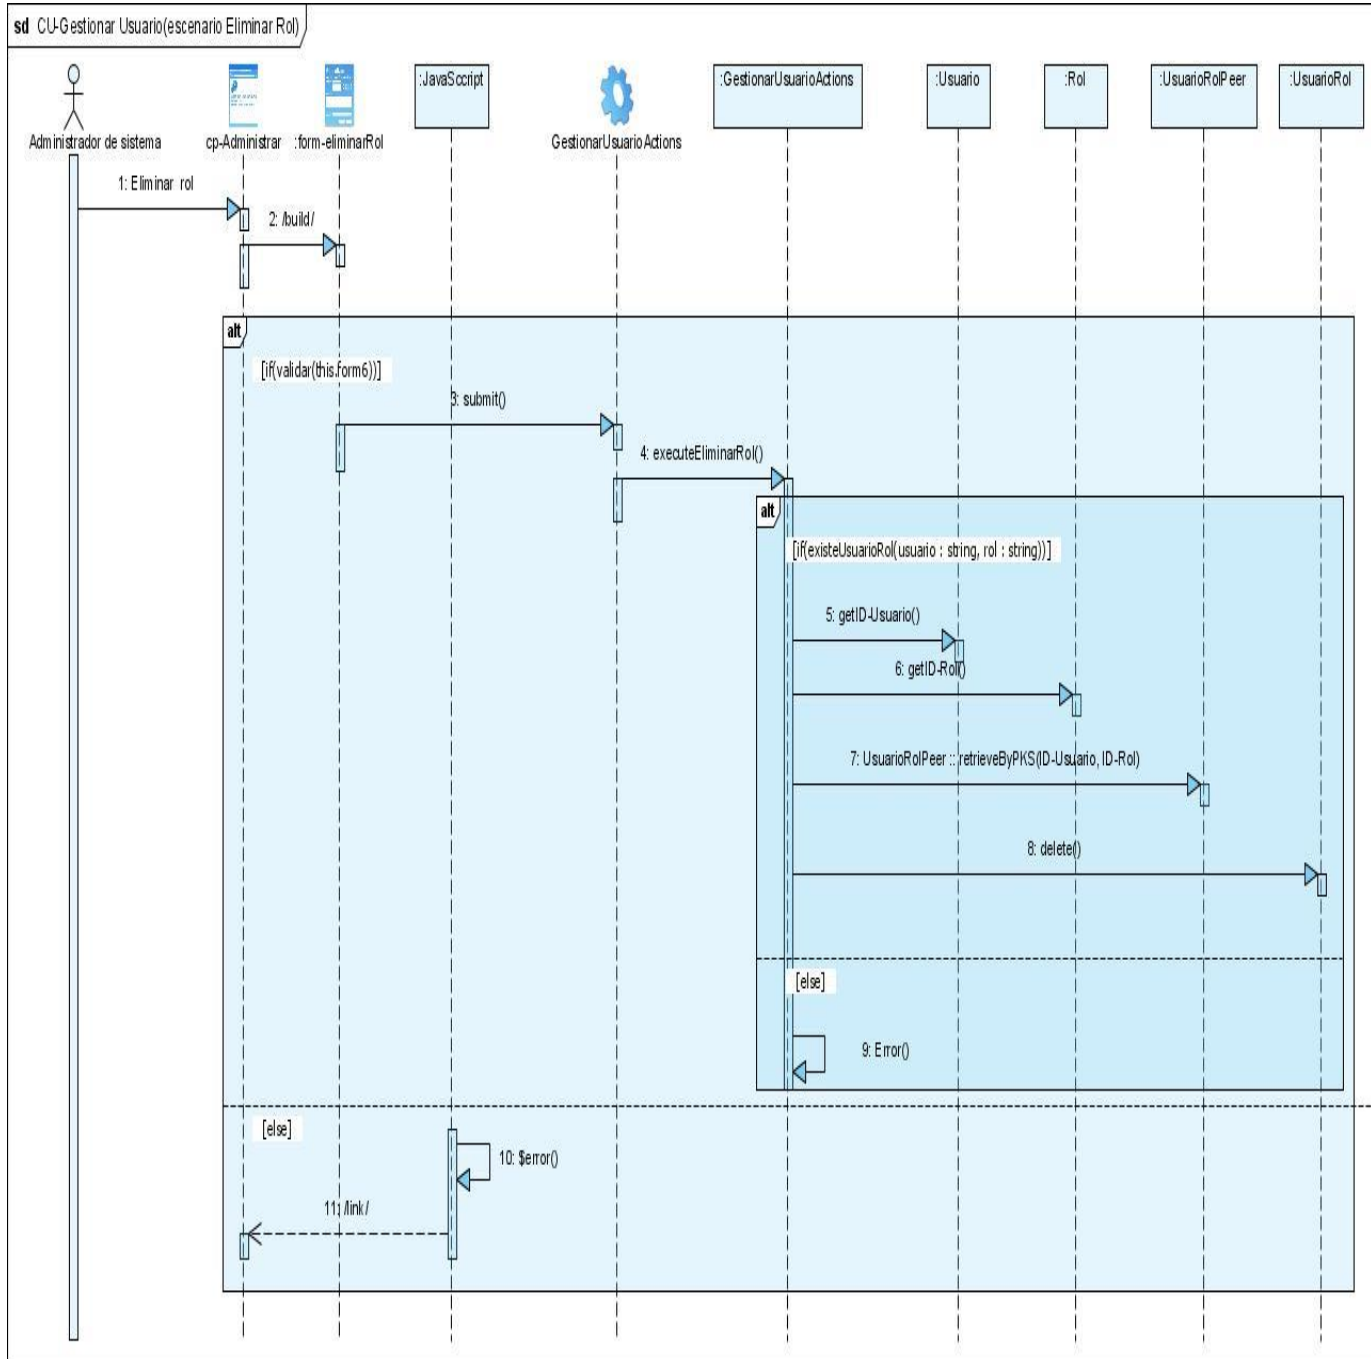 sd CU-Gestionar Usuario(escenario Eliminar Rol)
:JavaSccript
:GestionarUsuarioActions
:Usuario
:Rol
:UsuarioRolPeer
:UsuarioRol
Administrador de sistema
cp-Administrar
:form-eliminarRol
GestionarUsuarioActions
1: Eliminar rol
2: /build/
alt
[if(validar(this.form6))]
3: submit()
4: executeEliminarRol()
alt
[if(existeUsuarioRol(usuario : string, rol : string))]
5: getID-Usuario()
6: getID-Rol()
7: UsuarioRolPeer :: retrieveByPKS(ID-Usuario, ID-Rol)
8: delete()
[else]
9: Error()
[else]
10: $error()
11: /link/